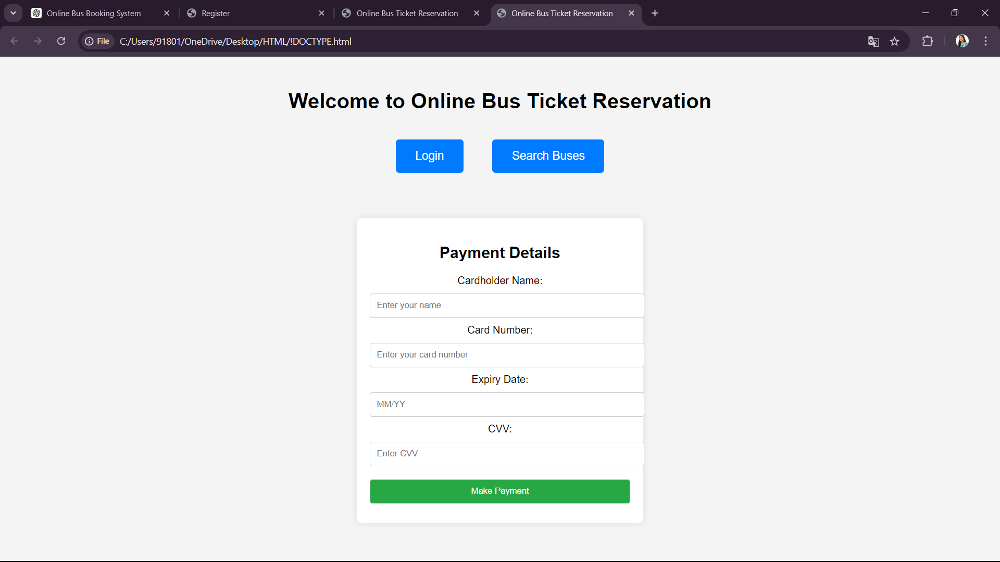 Online Bus Booking System
Register
Online Bus Ticket Reservation
Online Bus Ticket Reservation
File
C:/Users/91801/OneDrive/Desktop/HTML/!DOCTYPE.html
Welcome to Online Bus Ticket Reservation
Login
Search Buses
Payment Details
Cardholder Name:
Enter your name
Card Number:
Enter your card number
Expiry Date:
MM/YY
CVV:
Enter CVV
Make Payment